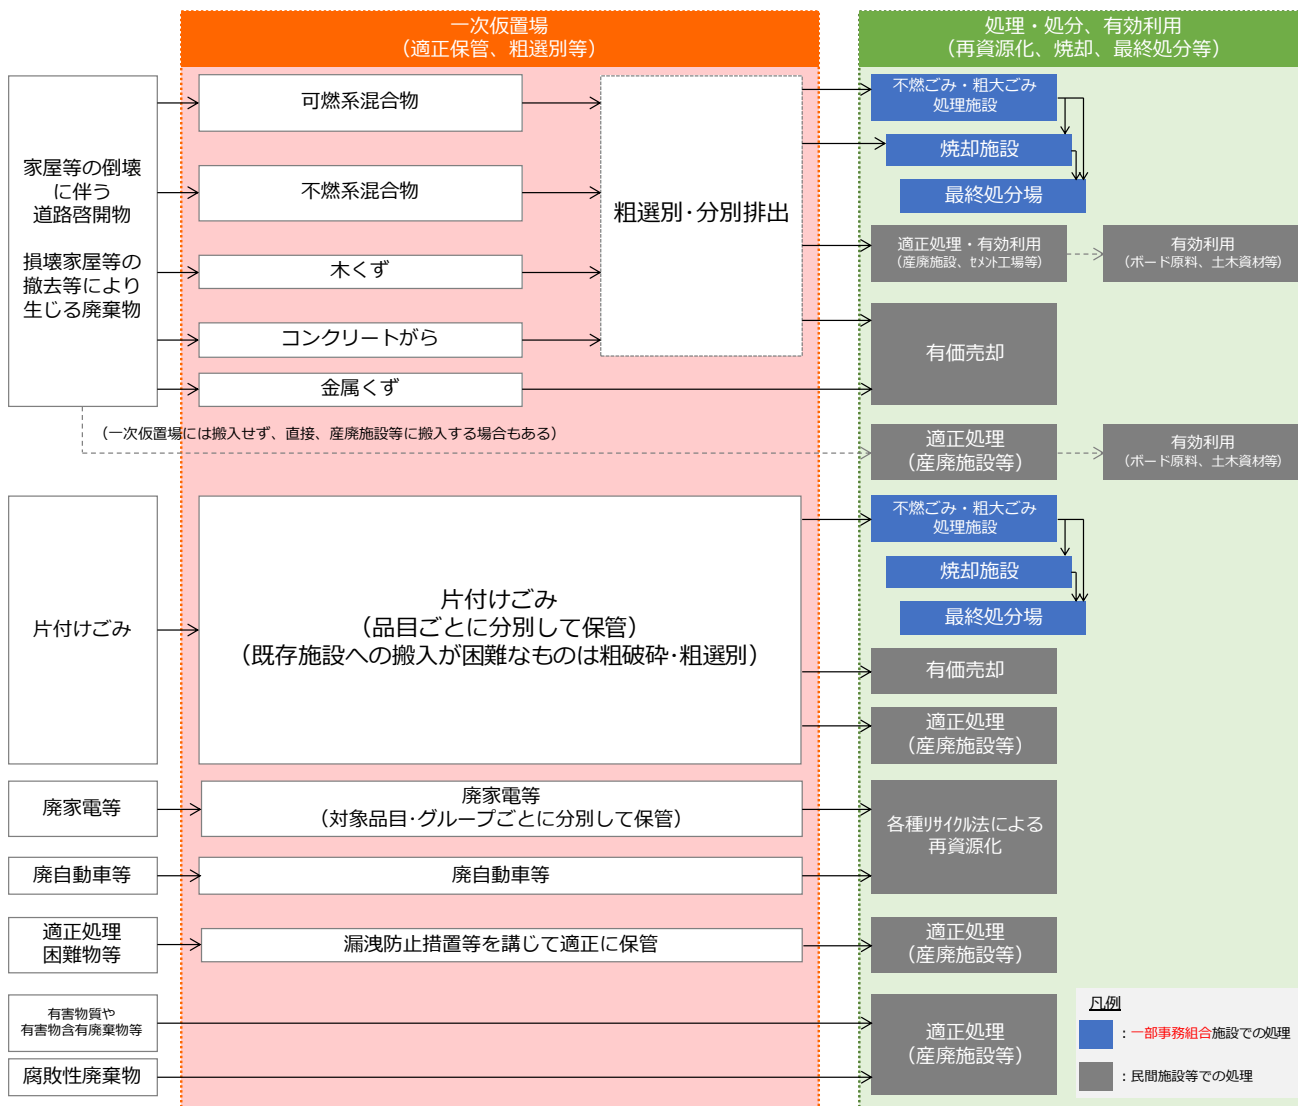 一次仮置場
（適正保管、粗選別等）
処理・処分、有効利用
（再資源化、焼却、最終処分等）
家屋等の倒壊
に伴う
道路啓開物
損壊家屋等の
撤去等により
生じる廃棄物
可燃系混合物
不燃系混合物
木くず
コンクリートがら
金属くず
粗選別･分別排出
不燃ごみ・粗大ごみ
処理施設
焼却施設
最終処分場
適正処理・有効利用
（産廃施設、ｾﾒﾝﾄ工場等）
有効利用
（ボード原料、土木資材等）
有価売却
（一次仮置場には搬入せず、直接、産廃施設等に搬入する場合もある）
適正処理
（産廃施設等）
有効利用
（ボード原料、土木資材等）
片付けごみ
片付けごみ
（品目ごとに分別して保管）
（既存施設への搬入が困難なものは粗破砕･粗選別）
不燃ごみ・粗大ごみ
処理施設
焼却施設
最終処分場
有価売却
適正処理
（産廃施設等）
廃家電等
廃家電等
（対象品目･グループごとに分別して保管）
各種ﾘｻｲｸﾙ法による
再資源化
廃自動車等
廃自動車等
適正処理
困難物等
漏洩防止措置等を講じて適正に保管
適正処理
（産廃施設等）
有害物質や
有害物含有廃棄物等
腐敗性廃棄物
適正処理
（産廃施設等）
凡例
：一部事務組合施設での処理
：民間施設等での処理